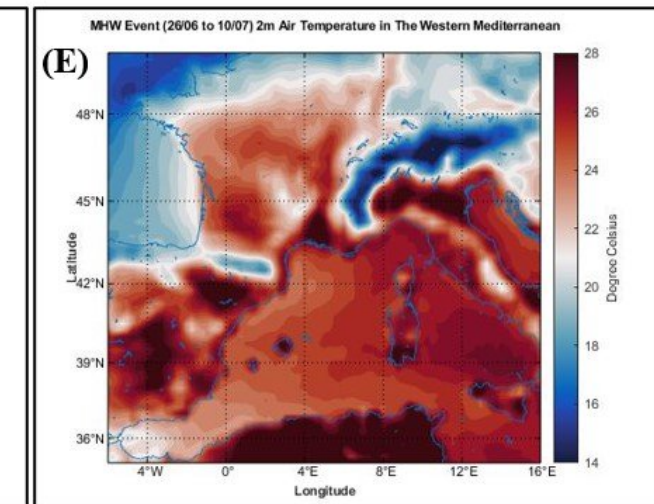 MHW Event (26/06 to 10/07) 2m Air Temperature in The Western Mediterranean
(E)
48°N
45°N
42°N
39°N
36°N
Latitude
4°W 0° 4°E 8°E 12°E 16°E
Longitude
28
26
24
22
20
18
16
14
Degree Celsius